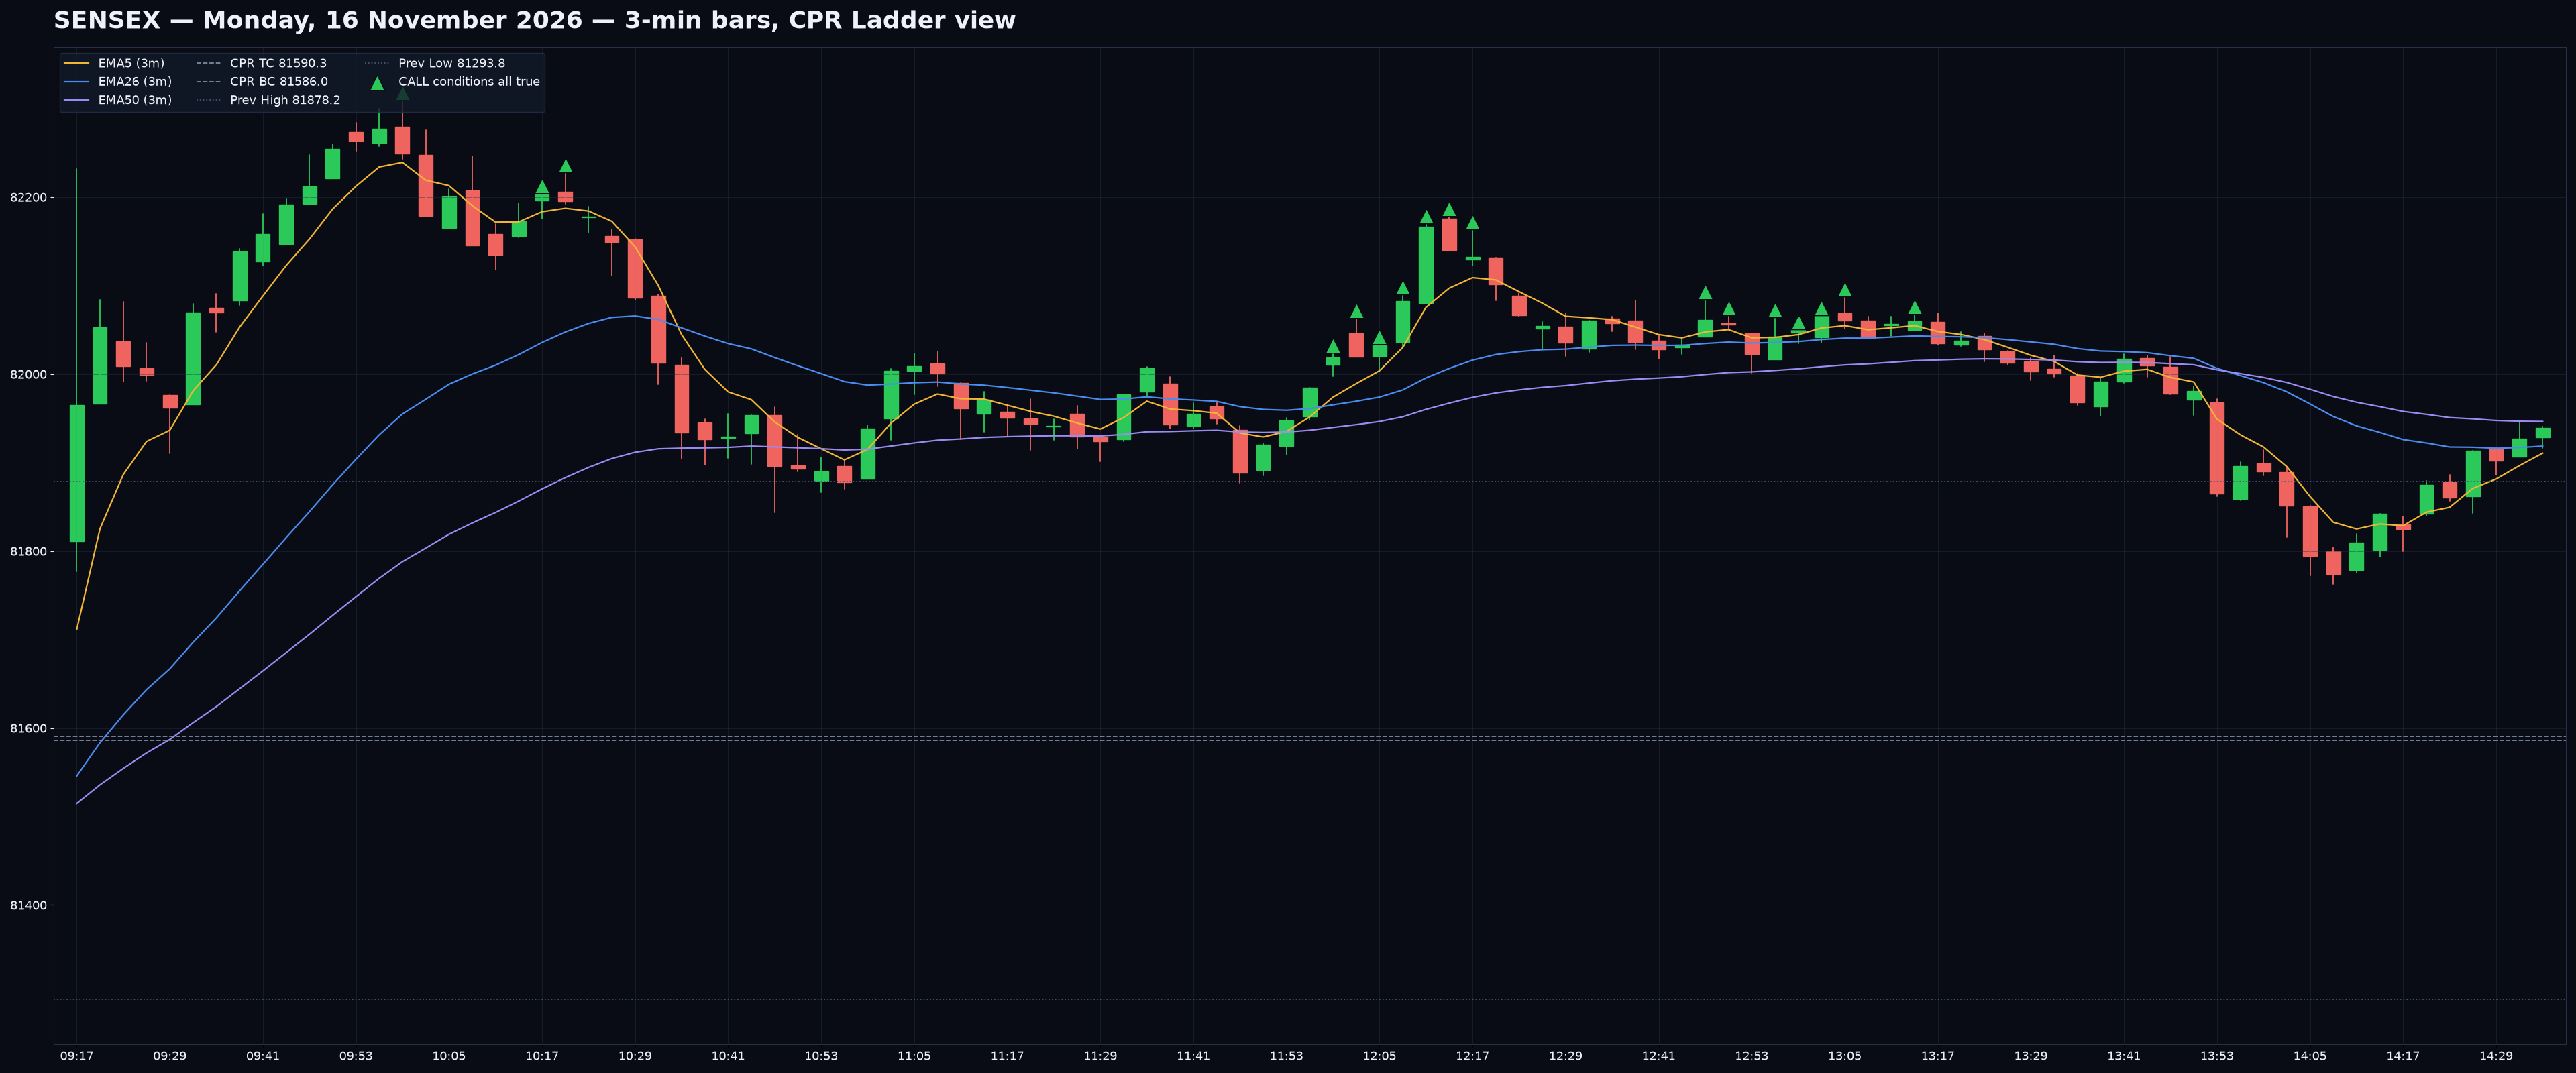 SENSEX — Monday, 16 November 2026 — 3-min bars, CPR Ladder view
EMA5 (3m)
EMA26 (3m)
EMA50 (3m)
CPR TC 81590.3
CPR BC 81586.0
Prev High 81878.2
Prev Low 81293.8
CALL conditions all true
82200
82000
81800
81600
81400
09:17 09:29 09:41 09:53 10:05 10:17 10:29 10:41 10:53 11:05 11:17 11:29 11:41 11:53 12:05 12:17 12:29 12:41 12:53 13:05 13:17 13:29 13:41 13:53 14:05 14:17 14:29